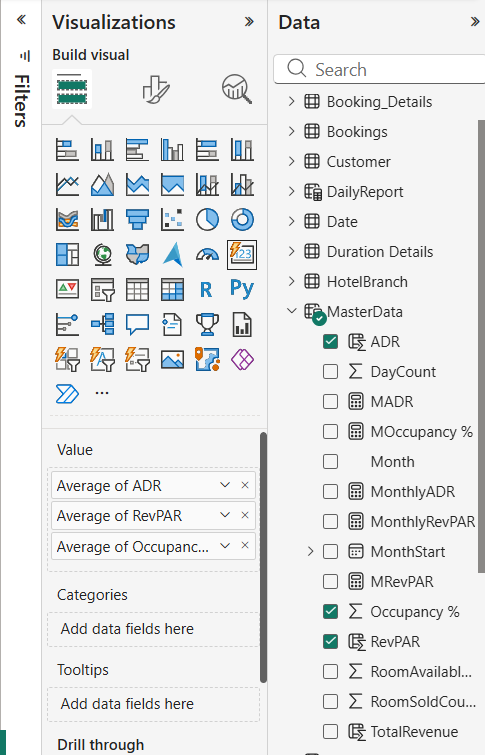 Visualizations
Data
Filters
Build visual
Search
123
R
Py
Value
Average of ADR
Average of RevPAR
Average of Occupanc...
Categories
Add data fields here
Tooltips
Add data fields here
Drill through
Booking_Details
Bookings
Customer
DailyReport
Date
Duration Details
HotelBranch
MasterData
ADR
DayCount
MADR
MOccupancy %
Month
MonthlyADR
MonthlyRevPAR
MonthStart
MRevPAR
Occupancy %
RevPAR
RoomAvailabl...
RoomSoldCou...
TotalRevenue